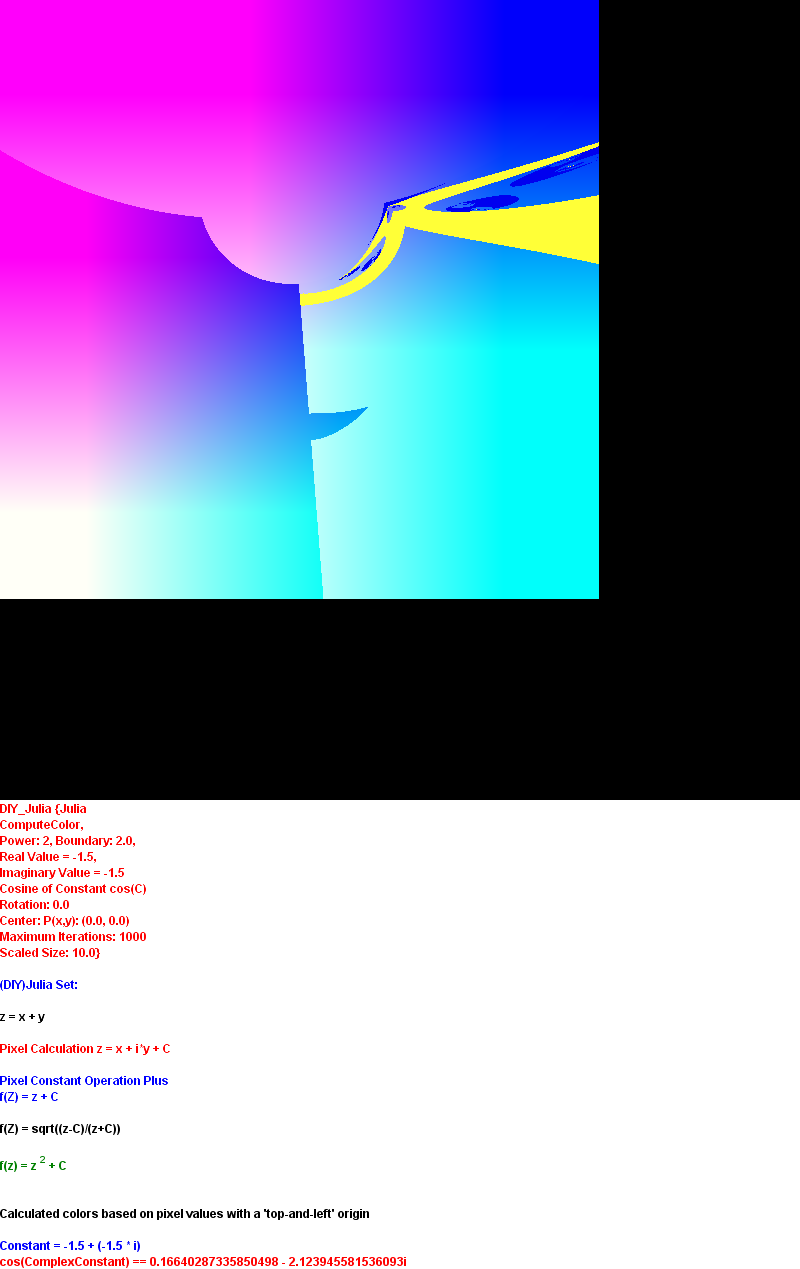 DIY_Julia {Julia
ComputeColor,
Power: 2, Boundary: 2.0,
Real Value = -1.5,
Imaginary Value = -1.5
Cosine of Constant cos(C)
Rotation: 0.0
Center: P(x,y): (0.0, 0.0)
Maximum Iterations: 1000
Scaled Size: 10.0}
(DIY)Julia Set:
z = x + y
Pixel Calculation z = x + i*y + C
Pixel Constant Operation Plus
f(Z) = z + C
f(Z) = sqrt((z-C)/(z+C))
f(z) = z 2 + C
Calculated colors based on pixel values with a 'top-and-left' origin
Constant = -1.5 + (-1.5 * i)
cos(ComplexConstant) == 0.16640287335850498 - 2.123945581536093i